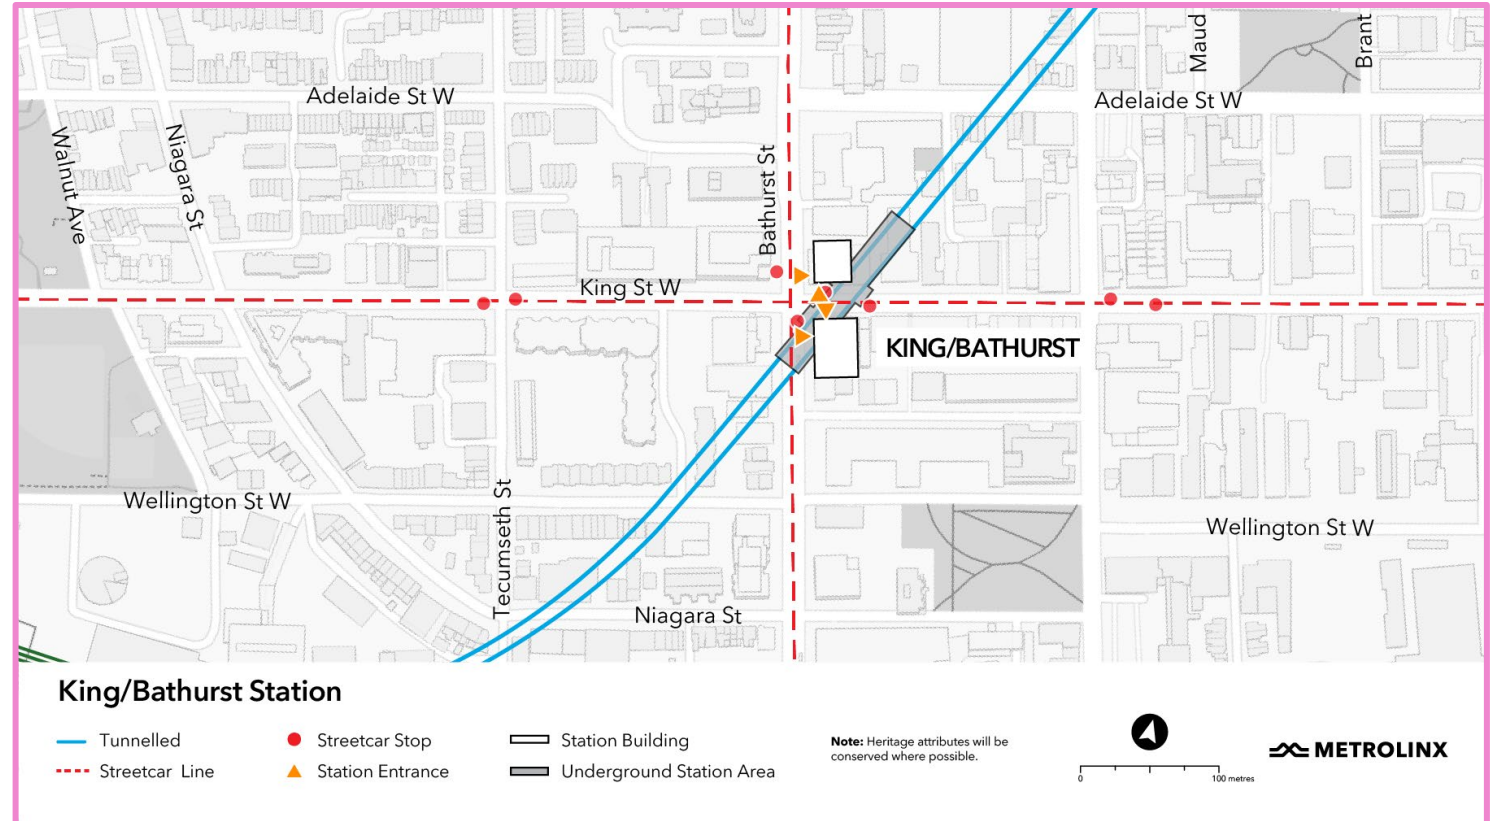 Maud
Brant
Adelaide St W
Adelaide St W
Walnut Ave
Niagara St
Bathurst St
King St W
KING/BATHURST
Wellington St W
Tecumseth St
Wellington St W
Niagara St
King/Bathurst Station
Tunnelled
Streetcar Stop
Station Building
Streetcar Line
Station Entrance
Underground Station Area
Note: Heritage attributes will be
conserved where possible.
0
100 metres
METROLINX